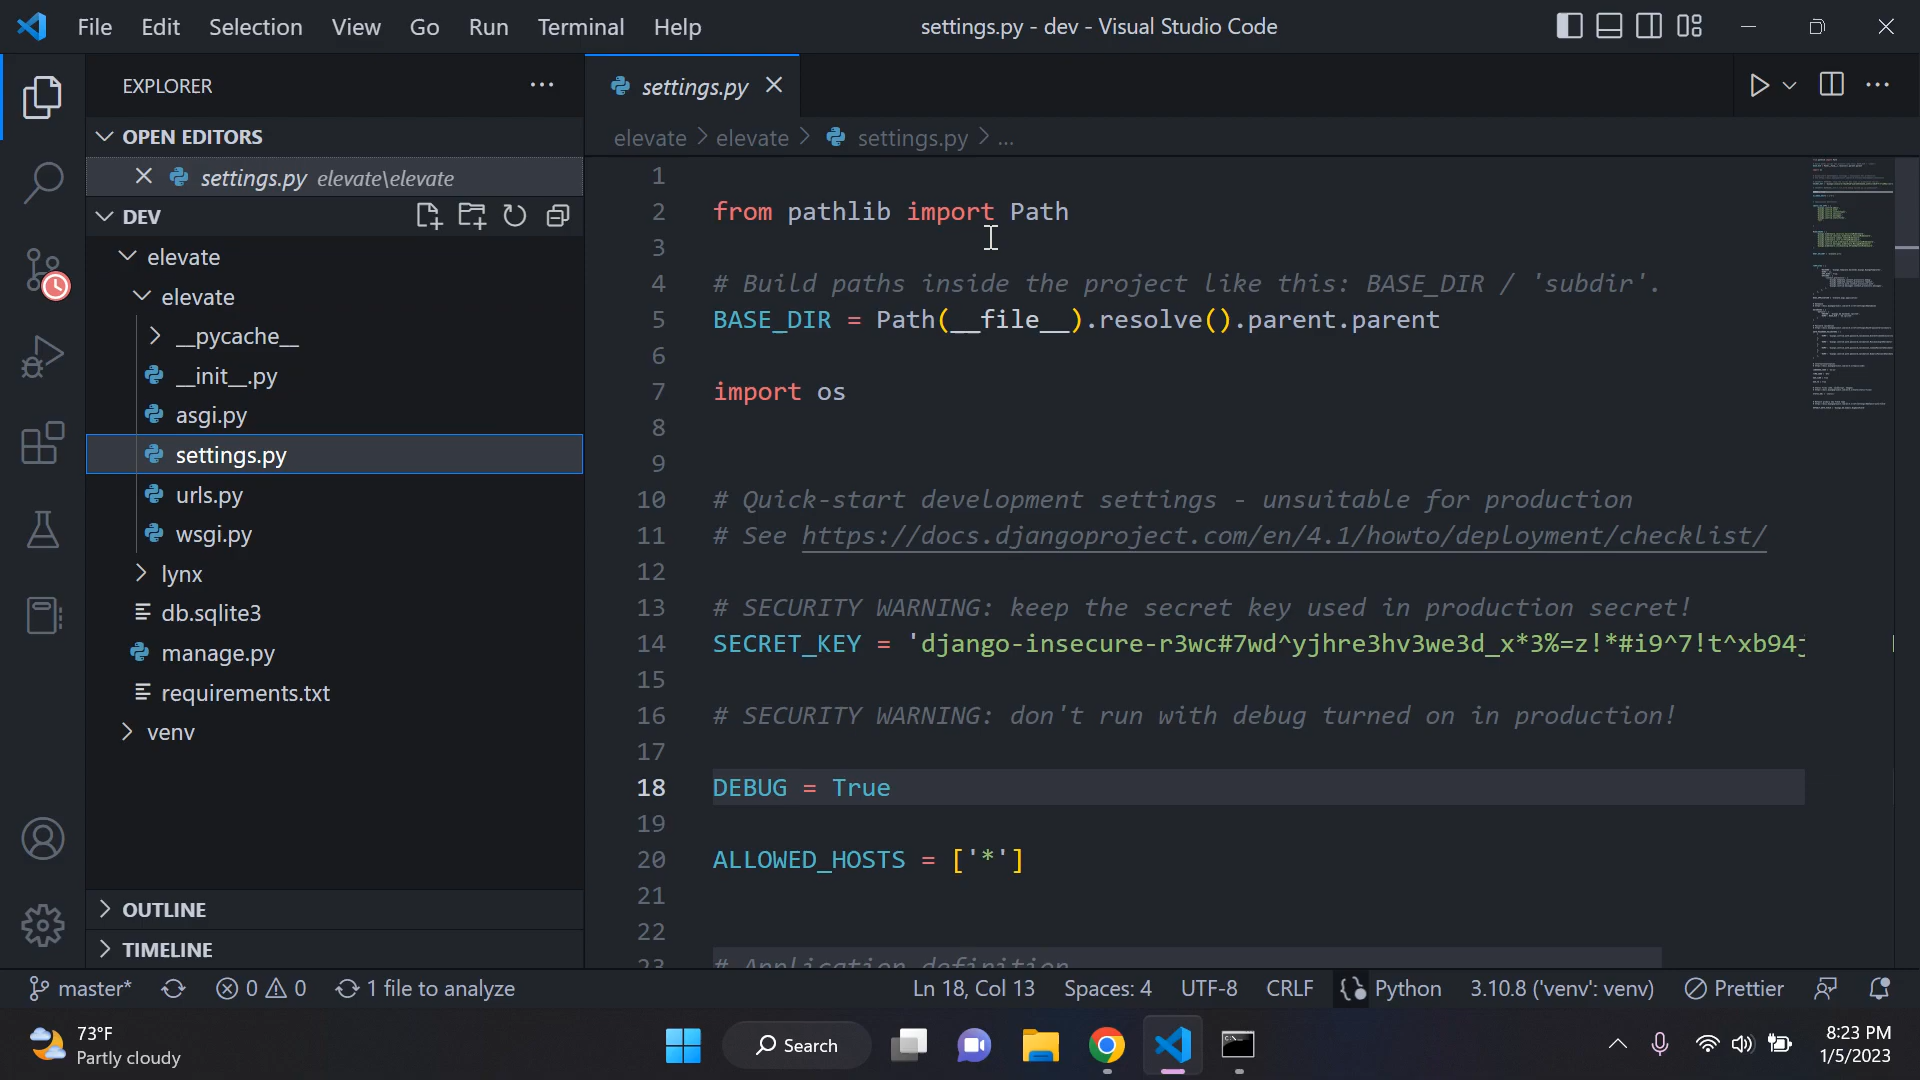 File Edit Selection View Go Run Terminal Help
settings.py - dev - Visual Studio Code
EXPLORER
OPEN EDITORS
settings.py elevate\elevate
DEV
elevate
elevate
__pycache__
__init__.py
asgi.py
settings.py
urls.py
wsgi.py
lynx
db.sqlite3
manage.py
requirements.txt
venv
OUTLINE
TIMELINE
settings.py
elevate > elevate > settings.py > ...
1
2 from pathlib import Path
3
4 # Build paths inside the project like this: BASE_DIR / 'subdir'.
5 BASE_DIR = Path(__file__).resolve().parent.parent
6
7 import os
8
9
10 # Quick-start development settings - unsuitable for production
11 # See https://docs.djangoproject.com/en/4.1/howto/deployment/checklist/
12
13 # SECURITY WARNING: keep the secret key used in production secret!
14 SECRET_KEY = 'django-insecure-r3wc#7wd^yjhre3hv3we3d_x*3%=z!*#i9^7!t^xb94j
15
16 # SECURITY WARNING: don't run with debug turned on in production!
17
18 DEBUG = True
19
20 ALLOWED_HOSTS = ['*']
21
22
23 # Application definition
master* 0 0 1 file to analyze Ln 18, Col 13 Spaces: 4 UTF-8 CRLF Python 3.10.8 ('venv': venv) Prettier
73°F
Partly cloudy
Search
8:23 PM
1/5/2023